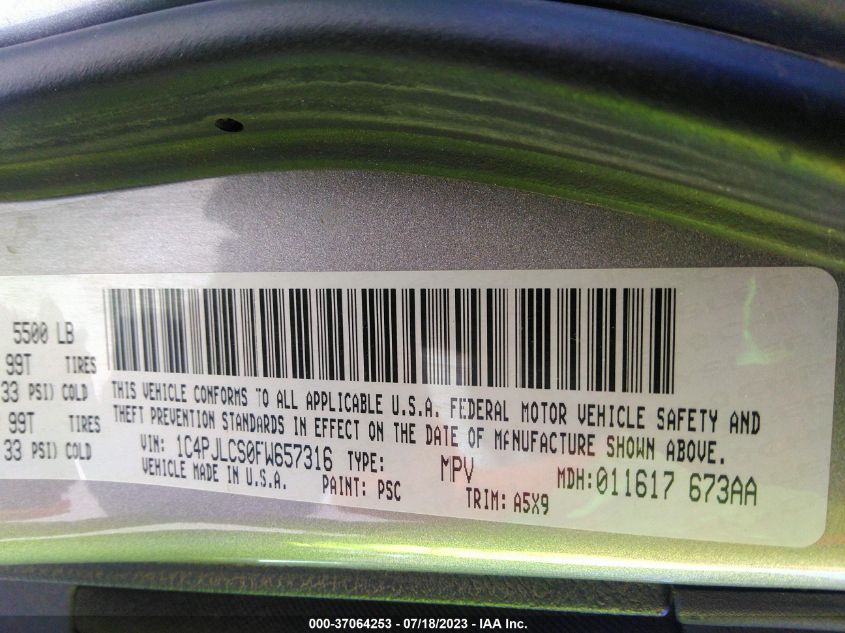 5500 LB
99T TIRES
33 PSI) COLD
99T TIRES
33 PSI) COLD
THIS VEHICLE CONFORMS TO ALL APPLICABLE U.S.A. FEDERAL MOTOR VEHICLE SAFETY AND
THEFT PREVENTION STANDARDS IN EFFECT ON THE DATE OF MANUFACTURE SHOWN ABOVE.
VIN: 1C4PJLCS0FW657316 TYPE: MPV MDH:011617 673AA
VEHICLE MADE IN U.S.A. PAINT: PSC TRIM: A5X9
000-37064253 - 07/18/2023 - IAA Inc.